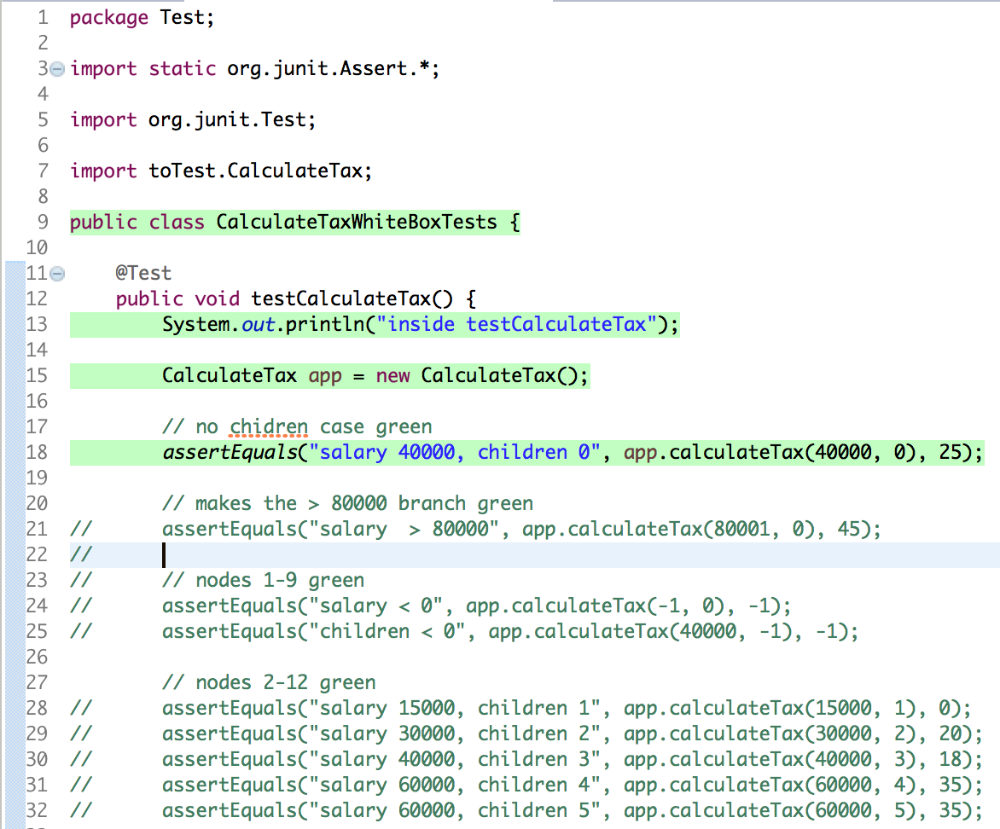 1 package Test;
2
3 import static org.junit.Assert.*;
4
5 import org.junit.Test;
6
7 import toTest.CalculateTax;
8
9 public class CalculateTaxWhiteBoxTests {
10
11     @Test
12     public void testCalculateTax() {
13         System.out.println("inside testCalculateTax");
14
15         CalculateTax app = new CalculateTax();
16
17         // no chidren case green
18         assertEquals("salary 40000, children 0", app.calculateTax(40000, 0), 25);
19
20         // makes the > 80000 branch green
21 //      assertEquals("salary  > 80000", app.calculateTax(80001, 0), 45);
22 //
23 //      // nodes 1-9 green
24 //      assertEquals("salary < 0", app.calculateTax(-1, 0), -1);
25 //      assertEquals("children < 0", app.calculateTax(40000, -1), -1);
26
27         // nodes 2-12 green
28 //      assertEquals("salary 15000, children 1", app.calculateTax(15000, 1), 0);
29 //      assertEquals("salary 30000, children 2", app.calculateTax(30000, 2), 20);
30 //      assertEquals("salary 40000, children 3", app.calculateTax(40000, 3), 18);
31 //      assertEquals("salary 60000, children 4", app.calculateTax(60000, 4), 35);
32 //      assertEquals("salary 60000, children 5", app.calculateTax(60000, 5), 35);